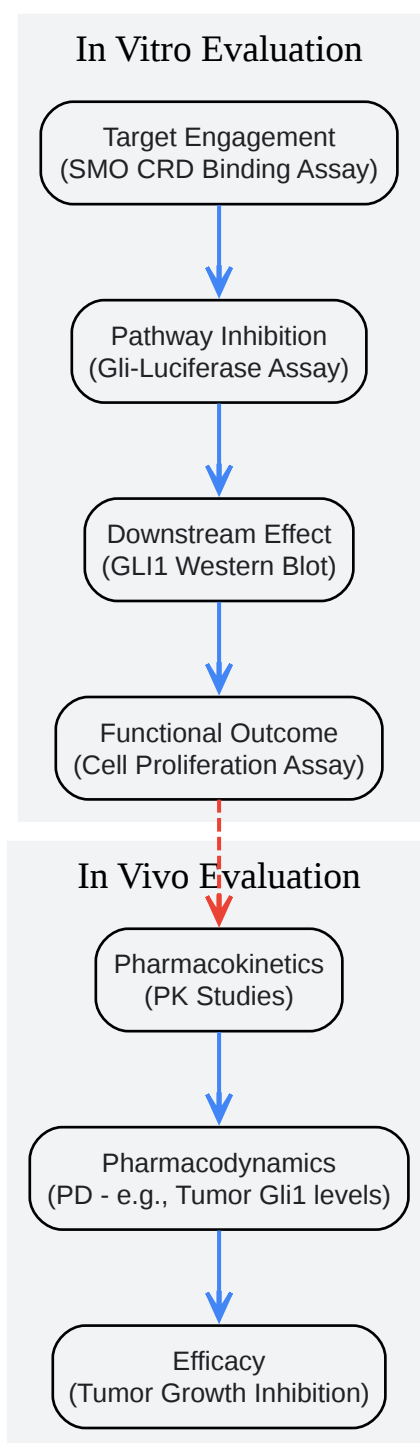 In Vitro Evaluation
Target Engagement
(SMO CRD Binding Assay)
Pathway Inhibition
(Gli-Luciferase Assay)
Downstream Effect
(GLI1 Western Blot)
Functional Outcome
(Cell Proliferation Assay)
In Vivo Evaluation
Pharmacokinetics
(PK Studies)
Pharmacodynamics
(PD - e.g., Tumor Gli1 levels)
Efficacy
(Tumor Growth Inhibition)